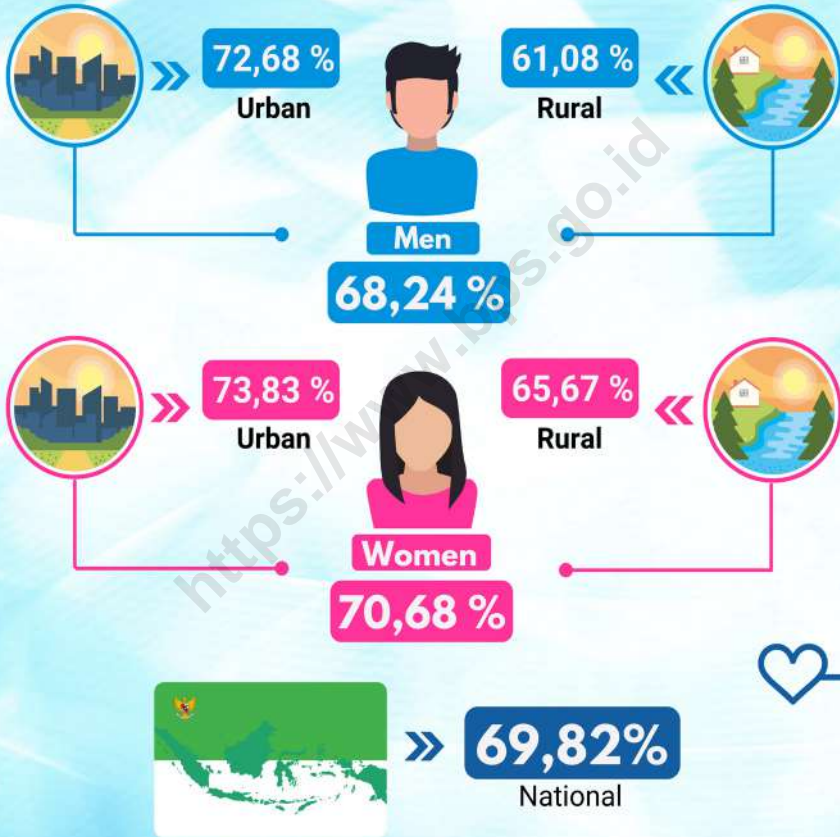 72,68 %
Urban
61,08 %
Rural
Men
68,24 %
73,83 %
Urban
65,67 %
Rural
Women
70,68 %
69,82%
National
https://www.bps.go.id